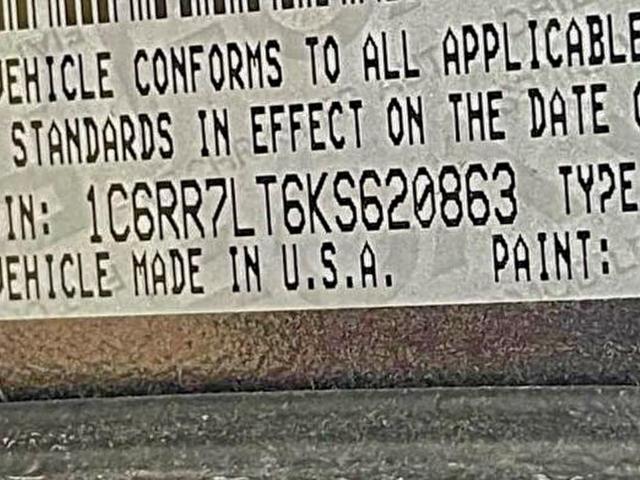 VEHICLE CONFORMS TO ALL APPLICABLE
STANDARDS IN EFFECT ON THE DATE O
IN: 1C6RR7LT6KS620863 TYPE
VEHICLE MADE IN U.S.A. PAINT: